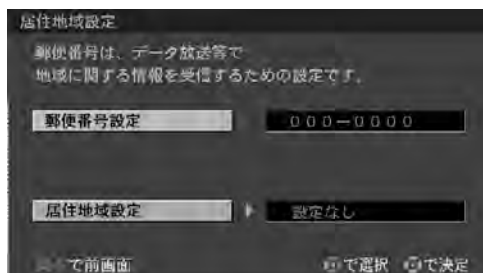 居住地域設定
郵便番号は、データ放送等で
地域に関する情報を受信するための設定です。
郵便番号設定 000-0000
居住地域設定 設定なし
で前画面 で選択 で決定